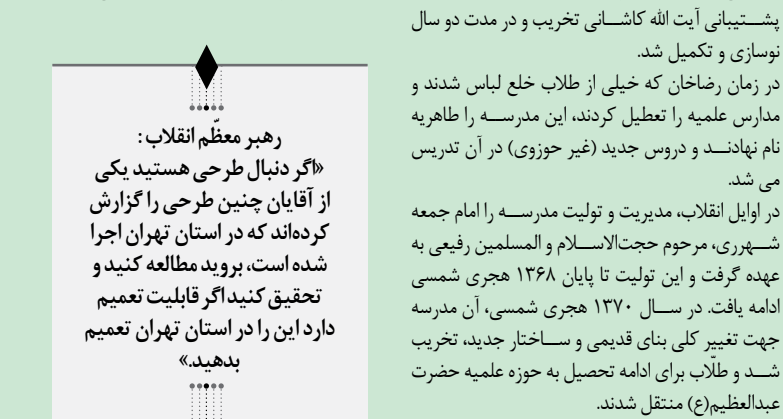 پشتیبانی آیت الله کاشانی تخریب و در مدت دو سال
نوسازی و تکمیل شد.
در زمان رضاخان که خیلی از طلاب خلع لباس شدند و
مدارس علمیه را تعطیل کردند، این مدرسه را طاهریه
نام نهادند و دروس جدید (غیر حوزوی) در آن تدریس
می شد.
در اوایل انقلاب، مدیریت و تولیت مدرسه را امام جمعه
شهرری، مرحوم حجت‌الاسلام و المسلمین رفیعی به
عهده گرفت و این تولیت تا پایان ۱۳۶۸ هجری شمسی
ادامه یافت. در سال ۱۳۷۰ هجری شمسی، آن مدرسه
جهت تغییر کلی بنای قدیمی و ساختار جدید، تخریب
شد و طلّاب برای ادامه تحصیل به حوزه علمیه حضرت
عبدالعظیم(ع) منتقل شدند.
رهبر معظّم انقلاب:
«اگر دنبال طرحی هستید یکی
از آقایان چنین طرحی را گزارش
کرده‌اند که در استان تهران اجرا
شده است، بروید مطالعه کنید و
تحقیق کنید اگر قابلیت تعمیم
دارد این را در استان تهران تعمیم
بدهید.»